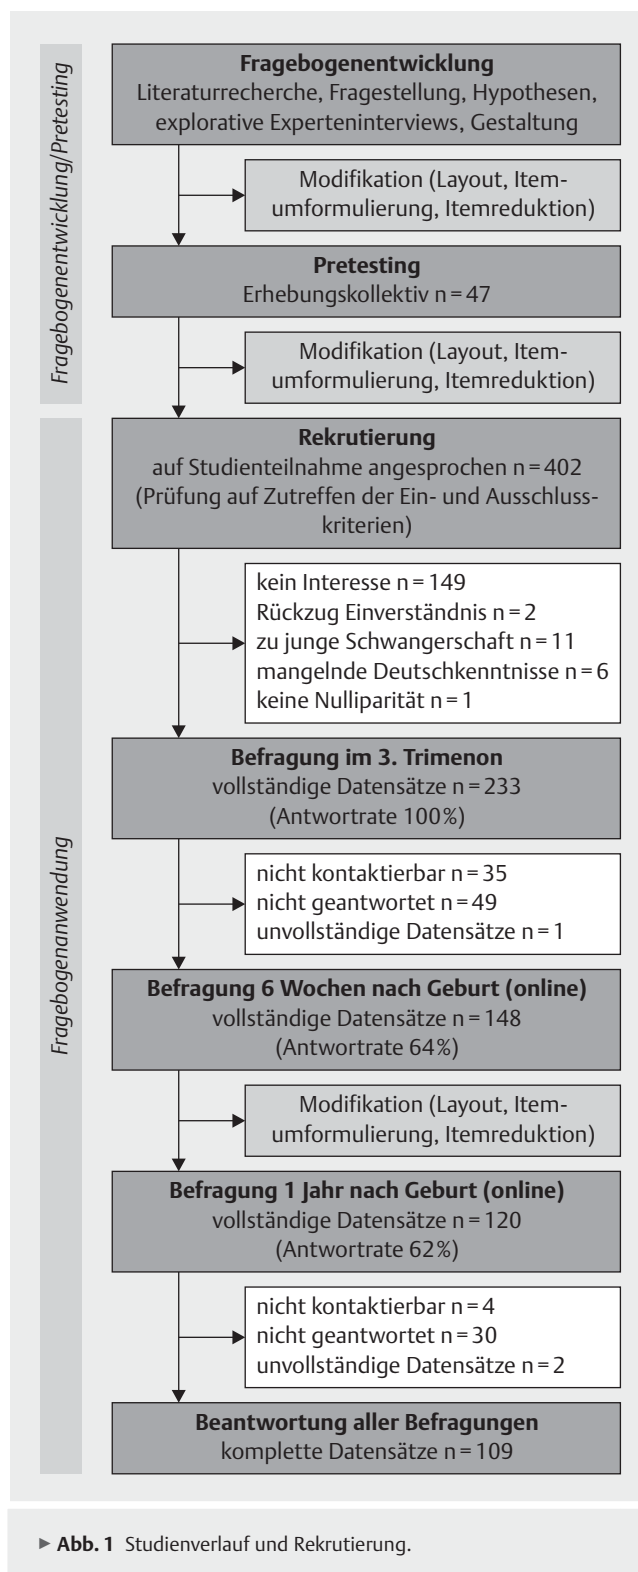 Fragebogenentwicklung/Pretesting
Fragebogenentwicklung
Literaturrecherche, Fragestellung, Hypothesen,
explorative Experteninterviews, Gestaltung
Modifikation (Layout, Item-
umformulierung, Itemreduktion)
Pretesting
Erhebungskollektiv n = 47
Modifikation (Layout, Item-
umformulierung, Itemreduktion)
Fragebogenanwendung
Rekrutierung
auf Studienteilnahme angesprochen n = 402
(Prüfung auf Zutreffen der Ein- und Ausschluss-
kriterien)
kein Interesse n = 149
Rückzug Einverständnis n = 2
zu junge Schwangerschaft n = 11
mangelnde Deutschkenntnisse n = 6
keine Nulliparität n = 1
Befragung im 3. Trimenon
vollständige Datensätze n = 233
(Antwortrate 100%)
nicht kontaktierbar n = 35
nicht geantwortet n = 49
unvollständige Datensätze n = 1
Befragung 6 Wochen nach Geburt (online)
vollständige Datensätze n = 148
(Antwortrate 64%)
Modifikation (Layout, Item-
umformulierung, Itemreduktion)
Befragung 1 Jahr nach Geburt (online)
vollständige Datensätze n = 120
(Antwortrate 62%)
nicht kontaktierbar n = 4
nicht geantwortet n = 30
unvollständige Datensätze n = 2
Beantwortung aller Befragungen
komplette Datensätze n = 109
▶ Abb. 1 Studienverlauf und Rekrutierung.